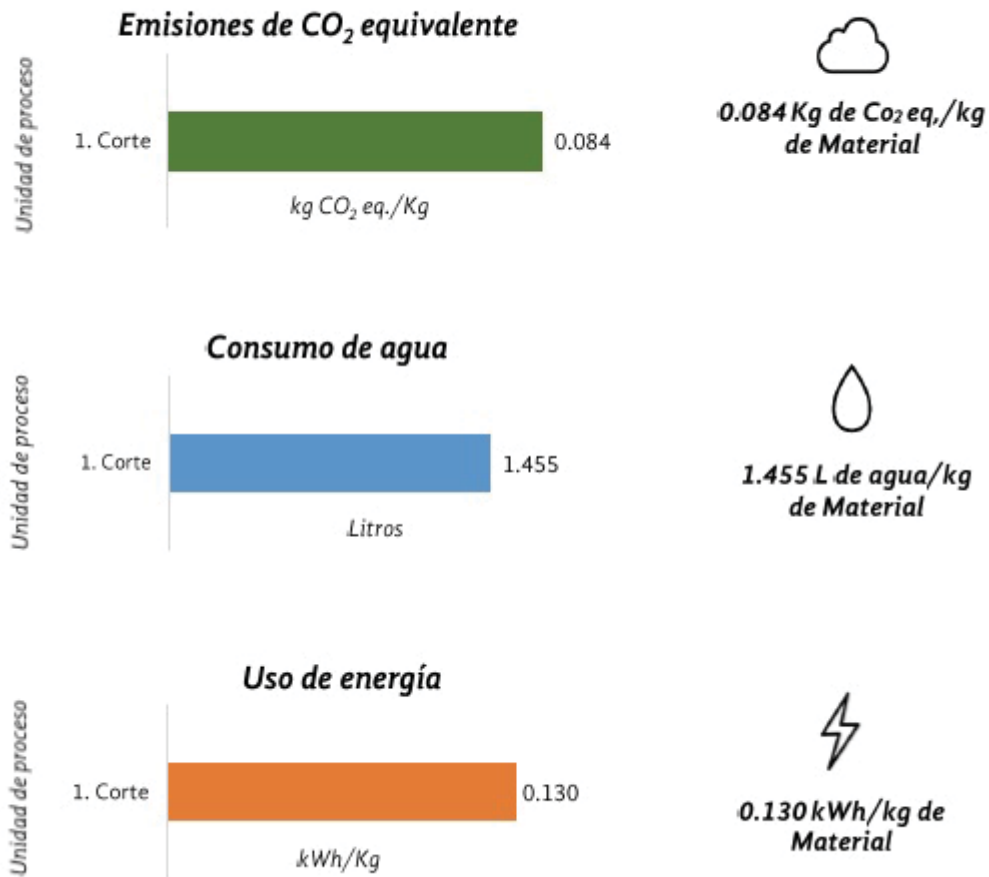 Emisiones de CO₂ equivalente
Unidad de proceso
1. Corte
0.084
kg CO₂ eq./Kg
0.084 Kg de Co₂ eq,/kg
de Material
Consumo de agua
Unidad de proceso
1. Corte
1.455
Litros
1.455 L de agua/kg
de Material
Uso de energía
Unidad de proceso
1. Corte
0.130
kWh/Kg
0.130 kWh/kg de
Material